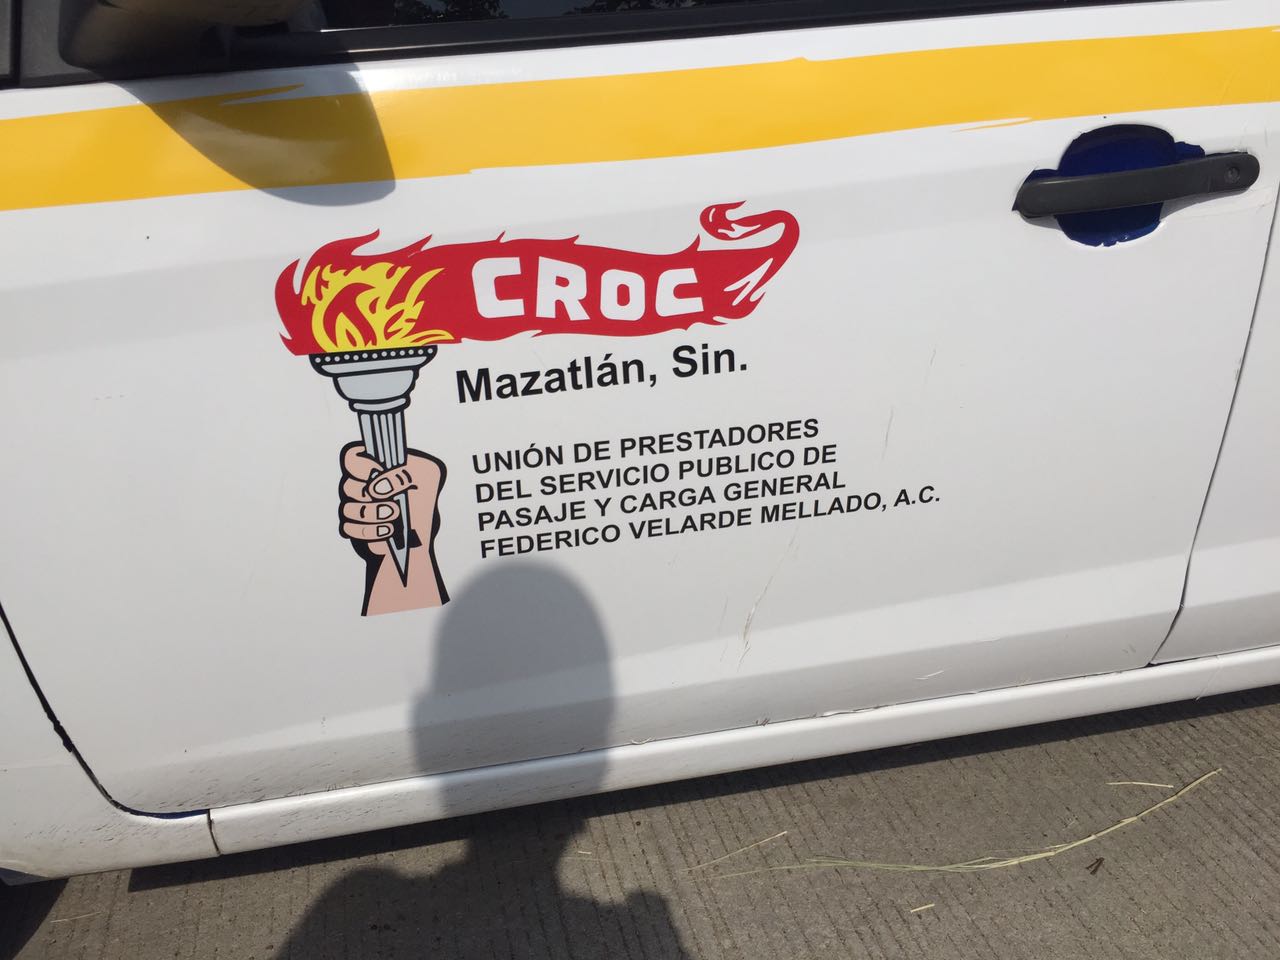 CROC
Mazatlán, Sin.
UNIÓN DE PRESTADORES
DEL SERVICIO PUBLICO DE
PASAJE Y CARGA GENERAL
FEDERICO VELARDE MELLADO, A.C.